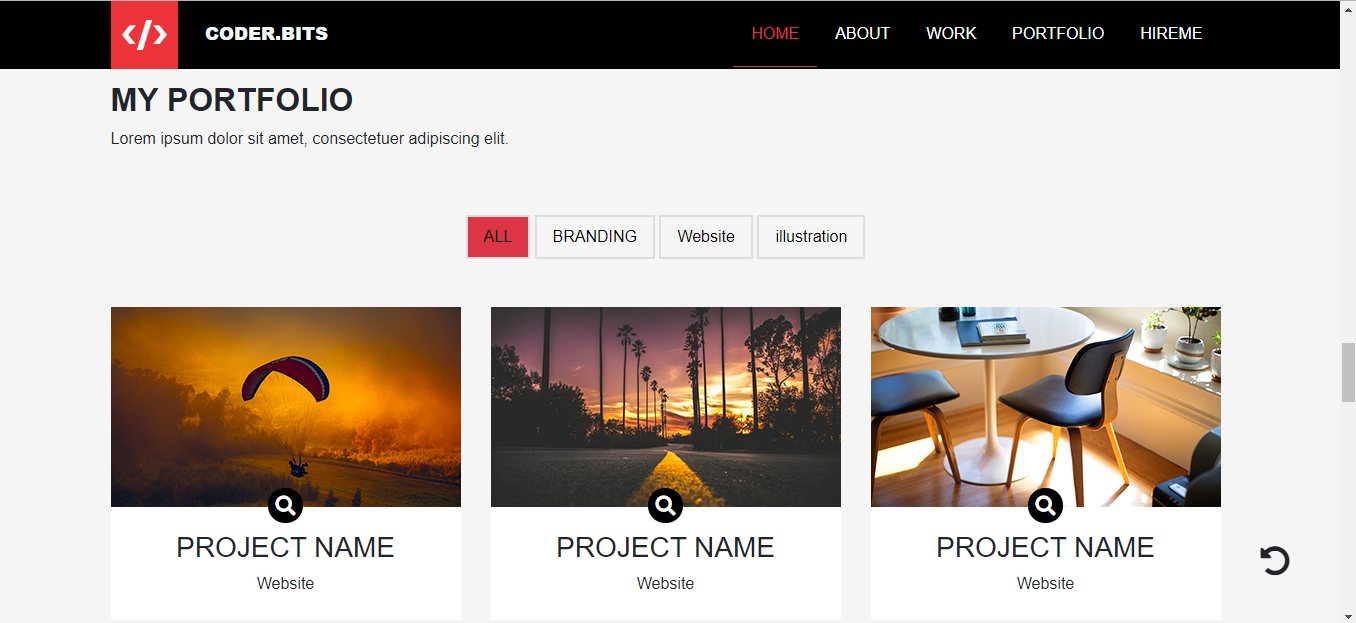 </> CODER.BITS HOME ABOUT WORK PORTFOLIO HIREME
MY PORTFOLIO
Lorem ipsum dolor sit amet, consectetuer adipiscing elit.
ALL BRANDING Website illustration
PROJECT NAME PROJECT NAME PROJECT NAME
Website Website Website